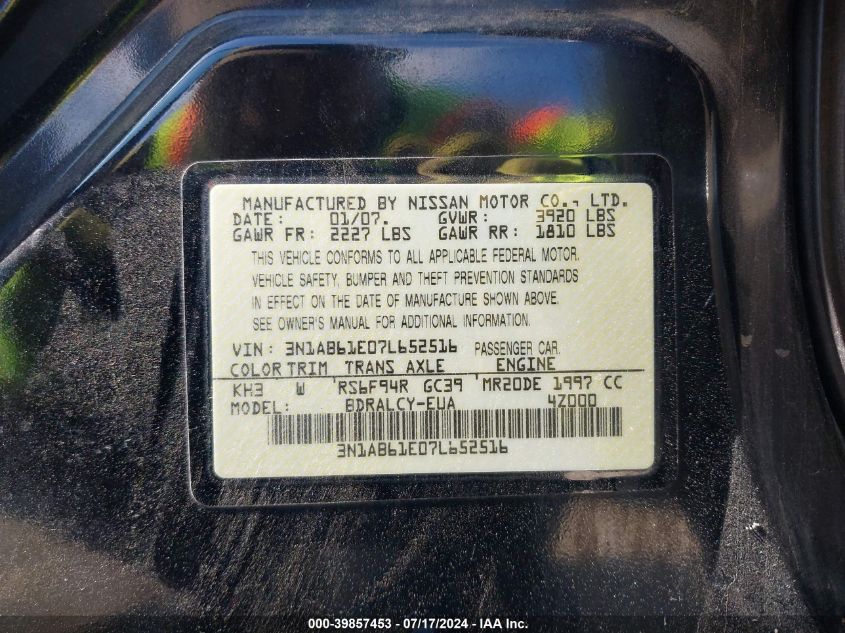 MANUFACTURED BY NISSAN MOTOR CO., LTD.
DATE: 01/07. GVWR: 3920 LBS
GAWR FR: 2227 LBS GAWR RR: 1810 LBS
THIS VEHICLE CONFORMS TO ALL APPLICABLE FEDERAL MOTOR
VEHICLE SAFETY, BUMPER AND THEFT PREVENTION STANDARDS
IN EFFECT ON THE DATE OF MANUFACTURE SHOWN ABOVE.
SEE OWNER'S MANUAL FOR ADDITIONAL INFORMATION.
VIN: 3N1AB61E07L652516 PASSENGER CAR
COLOR TRIM TRANS AXLE ENGINE
KH3 W RS6F94R GC39 MR20DE 1997 CC
MODEL: BDRALCY-EUA 4Z000
3N1AB61E07L652516
000-39857453 - 07/17/2024 - IAA Inc.